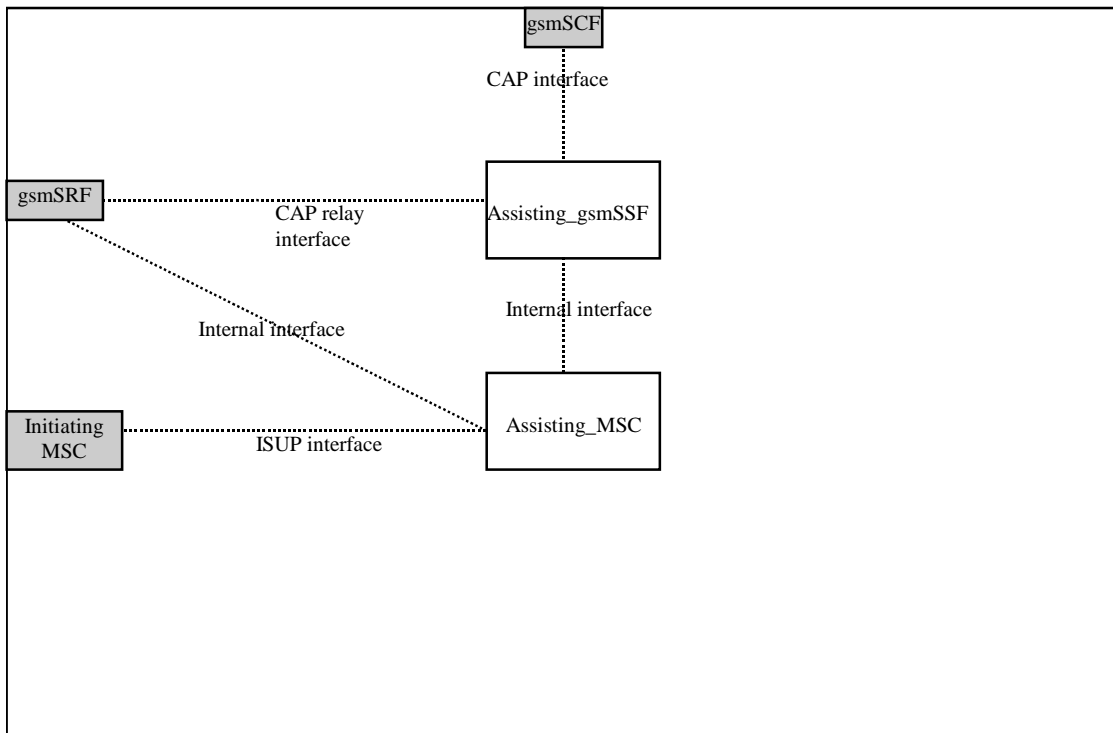 gsmSCF
CAP interface
gsmSRF
CAP relay
interface
Assisting_gsmSSF
Internal interface
Internal interface
Initiating
MSC
ISUP interface
Assisting_MSC